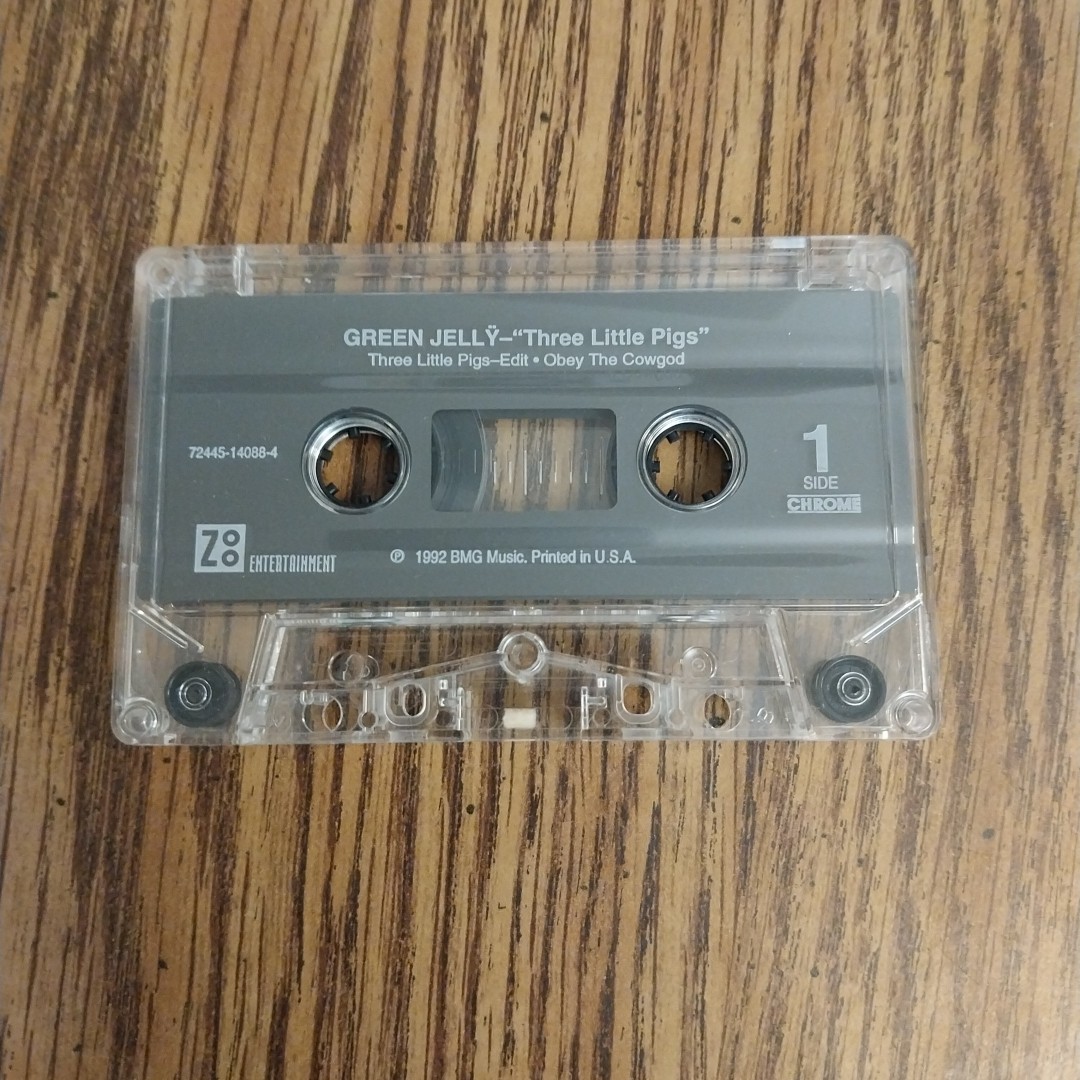 GREEN JELLŸ–“Three Little Pigs”
Three Little Pigs–Edit • Obey The Cowgod
72445-14088-4
1
SIDE
CHROME
ZOO ENTERTAINMENT
℗ 1992 BMG Music. Printed in U.S.A.